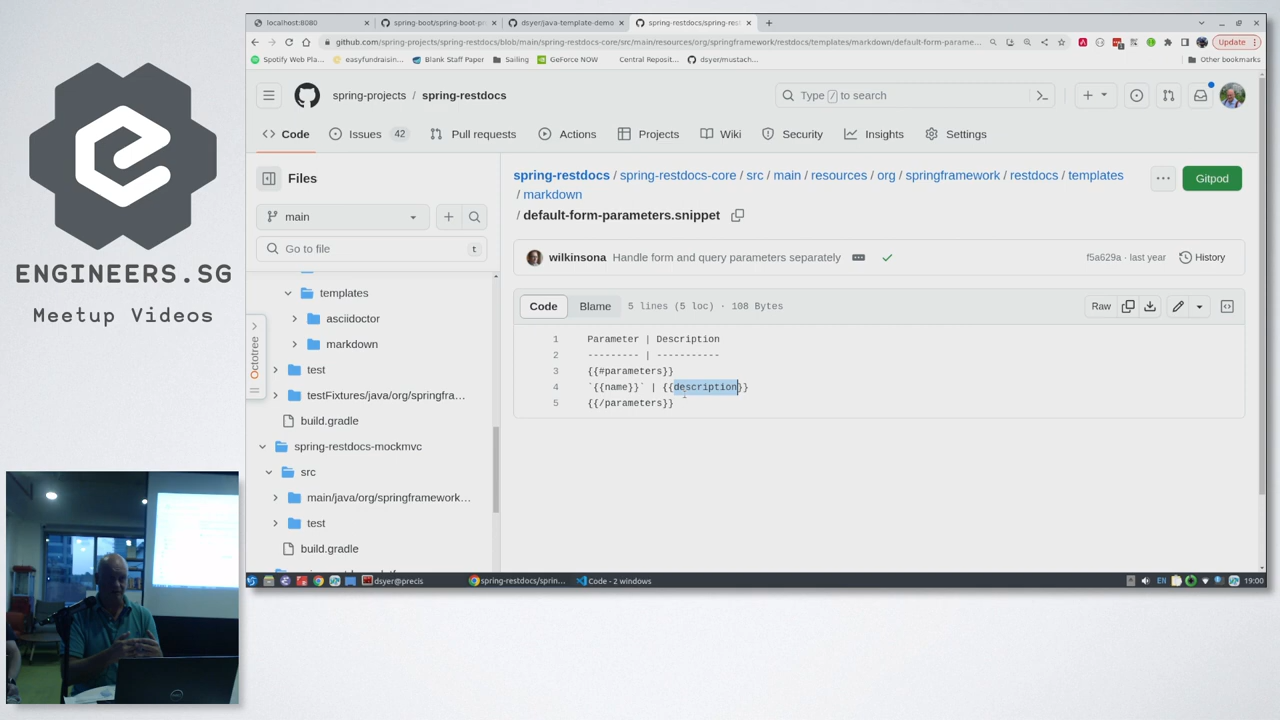 ENGINEERS.SG
Meetup Videos
localhost:8080
spring-boot/spring-boot-pr
dsyer/java-template-demo
spring-restdocs/spring-rest
github.com/spring-projects/spring-restdocs/blob/main/spring-restdocs-core/src/main/resources/org/springframework/restdocs/templates/markdown/default-form-parame...
Update
Spotify Web Pla...
easyfundraisin...
Blank Staff Paper
Sailing
GeForce NOW
Central Reposit...
dsyer/mustach...
Other bookmarks
spring-projects / spring-restdocs
Type / to search
Code
Issues 42
Pull requests
Actions
Projects
Wiki
Security
Insights
Settings
Files
main
Go to file
t
templates
asciidoctor
markdown
test
testFixtures/java/org/springfra...
build.gradle
spring-restdocs-mockmvc
src
main/java/org/springframework...
test
build.gradle
Octotree
spring-restdocs / spring-restdocs-core / src / main / resources / org / springframework / restdocs / templates
/ markdown
/ default-form-parameters.snippet
Gitpod
wilkinsona Handle form and query parameters separately
f5a629a · last year
History
Code
Blame
5 lines (5 loc) · 108 Bytes
Raw
1 Parameter | Description
2 --------- | -----------
3 {{#parameters}}
4 `{{name}}` | {{description}}
5 {{/parameters}}
dsyer@precis
spring-restdocs/sprin...
Code - 2 windows
EN
19:00